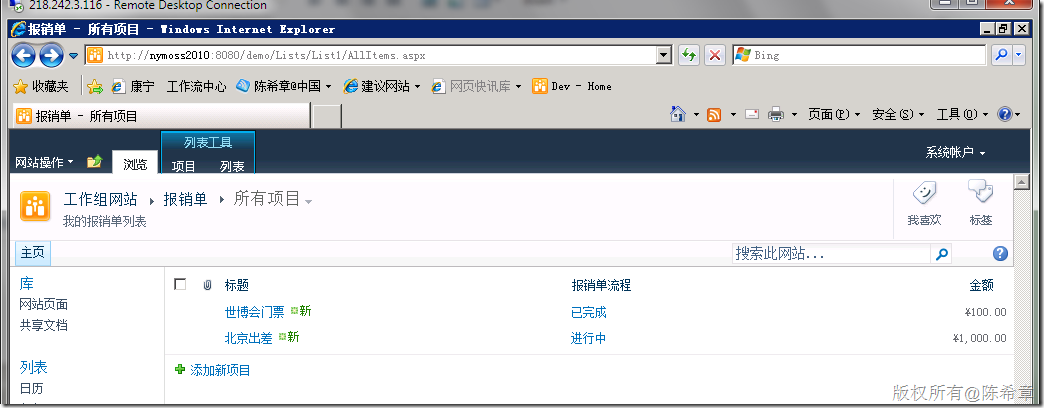 218.242.3.116 - Remote Desktop Connection
报销单 - 所有项目 - Windows Internet Explorer
http://nymoss2010:8080/demo/Lists/List1/AllItems.aspx Bing
收藏夹 康宁 工作流中心 陈希章@中国 建议网站 网页快讯库 Dev - Home
报销单 - 所有项目 页面(P) 安全(S) 工具(O)
列表工具
网站操作 浏览 项目 列表 系统帐户
工作组网站 报销单 所有项目
我的报销单列表
我喜欢 标签
主页 搜索此网站...
库
网站页面
共享文档
列表
日历
标题 报销单流程 金额
世博会门票 新 已完成 ¥100.00
北京出差 新 进行中 ¥1,000.00
添加新项目
版权所有@陈希章